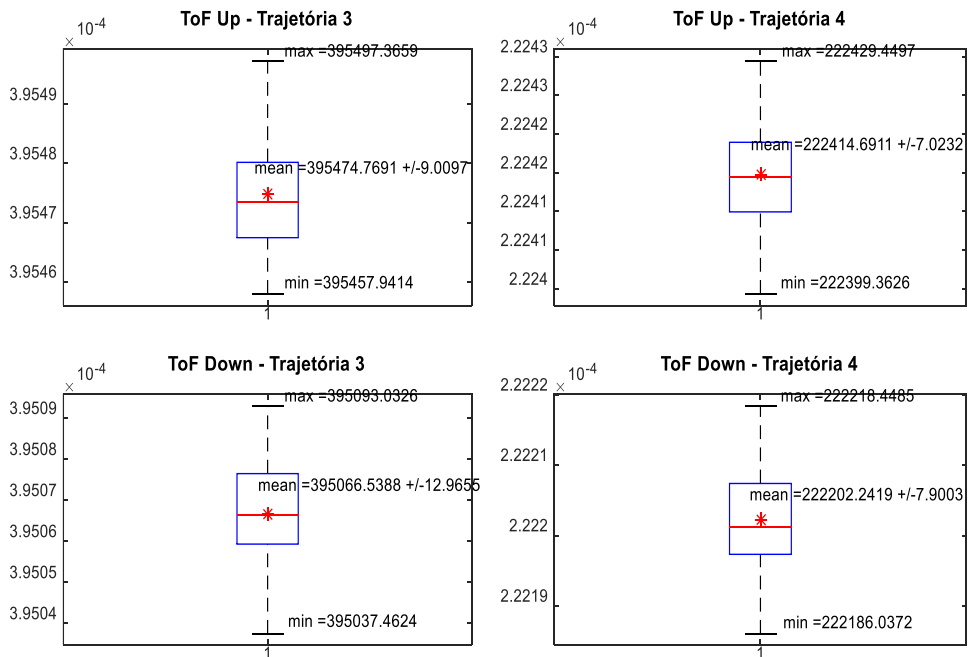 ToF Up - Trajetória 3
× 10-4
max =395497.3659
3.9549
3.9548
mean =395474.7691 +/-9.0097
3.9547
3.9546
min =395457.9414
1
ToF Up - Trajetória 4
× 10-4
2.2243
max =222429.4497
2.2243
2.2242
mean =222414.6911 +/-7.0232
2.2242
2.2241
2.2241
2.224
min =222399.3626
1
ToF Down - Trajetória 3
× 10-4
max =395093.0326
3.9509
3.9508
3.9507
mean =395066.5388 +/-12.9655
3.9506
3.9505
3.9504
min =395037.4624
1
ToF Down - Trajetória 4
× 10-4
2.2222
max =222218.4485
2.2221
mean =222202.2419 +/-7.9003
2.222
2.2219
min =222186.0372
1